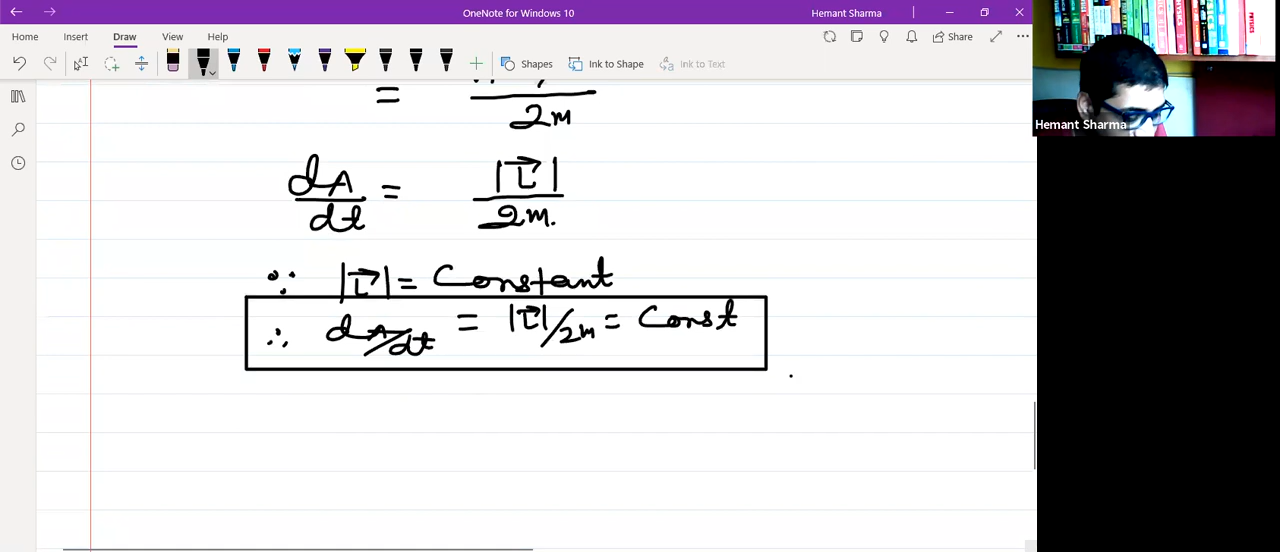 OneNote for Windows 10
Hemant Sharma
Home Insert Draw View Help
Share
Shapes Ink to Shape Ink to Text
Hemant Sharma
= / 2m
dA/dt = |L⃗|/2m.
∵ |L⃗| = Constant
∴ dA/dt = |L⃗|/2m = Const